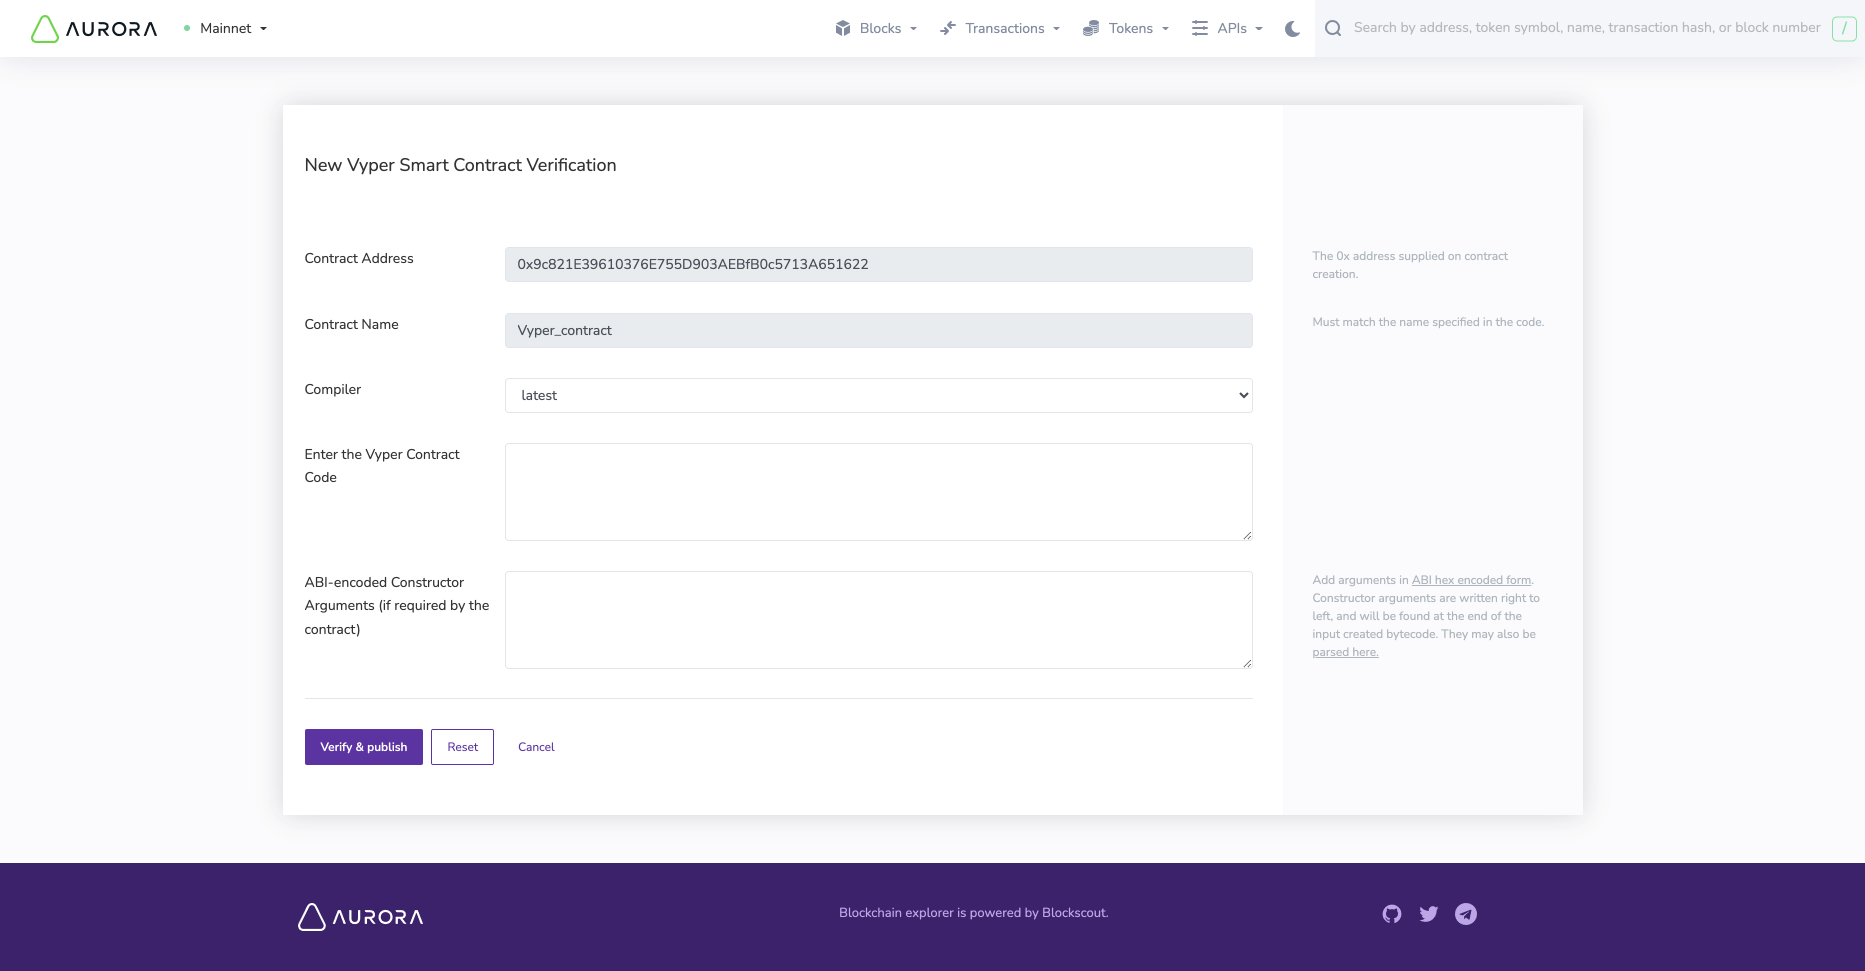 AURORA
Mainnet
Blocks
Transactions
Tokens
APIs
Search by address, token symbol, name, transaction hash, or block number
/
New Vyper Smart Contract Verification
Contract Address
0x9c821E39610376E755D903AEBfB0c5713A651622
The 0x address supplied on contract
creation.
Contract Name
Vyper_contract
Must match the name specified in the code.
Compiler
latest
Enter the Vyper Contract
Code
ABI-encoded Constructor
Arguments (if required by the
contract)
Add arguments in ABI hex encoded form.
Constructor arguments are written right to
left, and will be found at the end of the
input created bytecode. They may also be
parsed here.
Verify & publish
Reset
Cancel
AURORA
Blockchain explorer is powered by Blockscout.